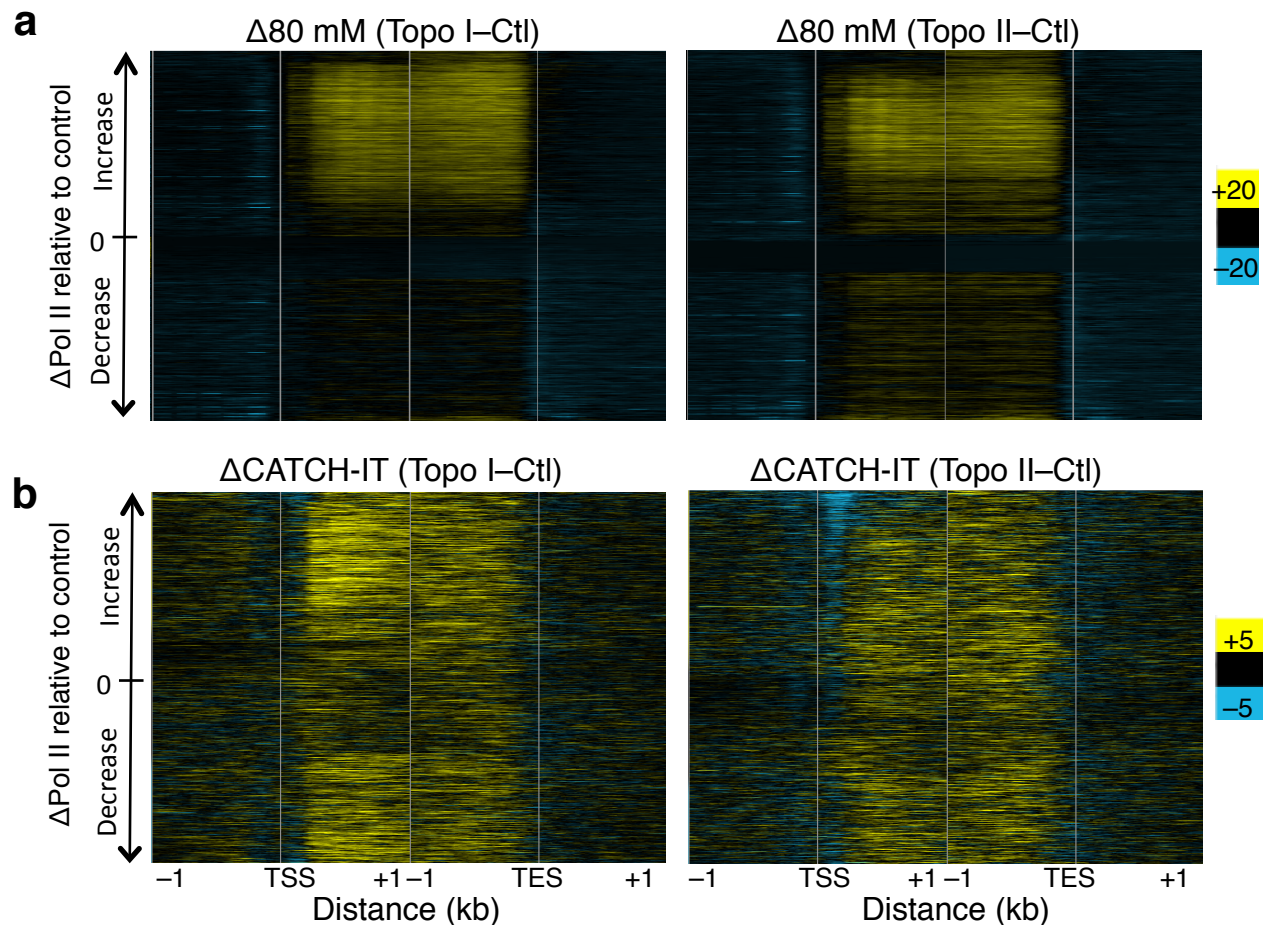 a
Δ80 mM (Topo I–Ctl)
Δ80 mM (Topo II–Ctl)
ΔPol II relative to control
Increase
0
Decrease
+20
–20
b
ΔCATCH-IT (Topo I–Ctl)
ΔCATCH-IT (Topo II–Ctl)
ΔPol II relative to control
Increase
0
Decrease
+5
–5
–1 TSS +1 –1 TES +1
–1 TSS +1 –1 TES +1
Distance (kb)
Distance (kb)